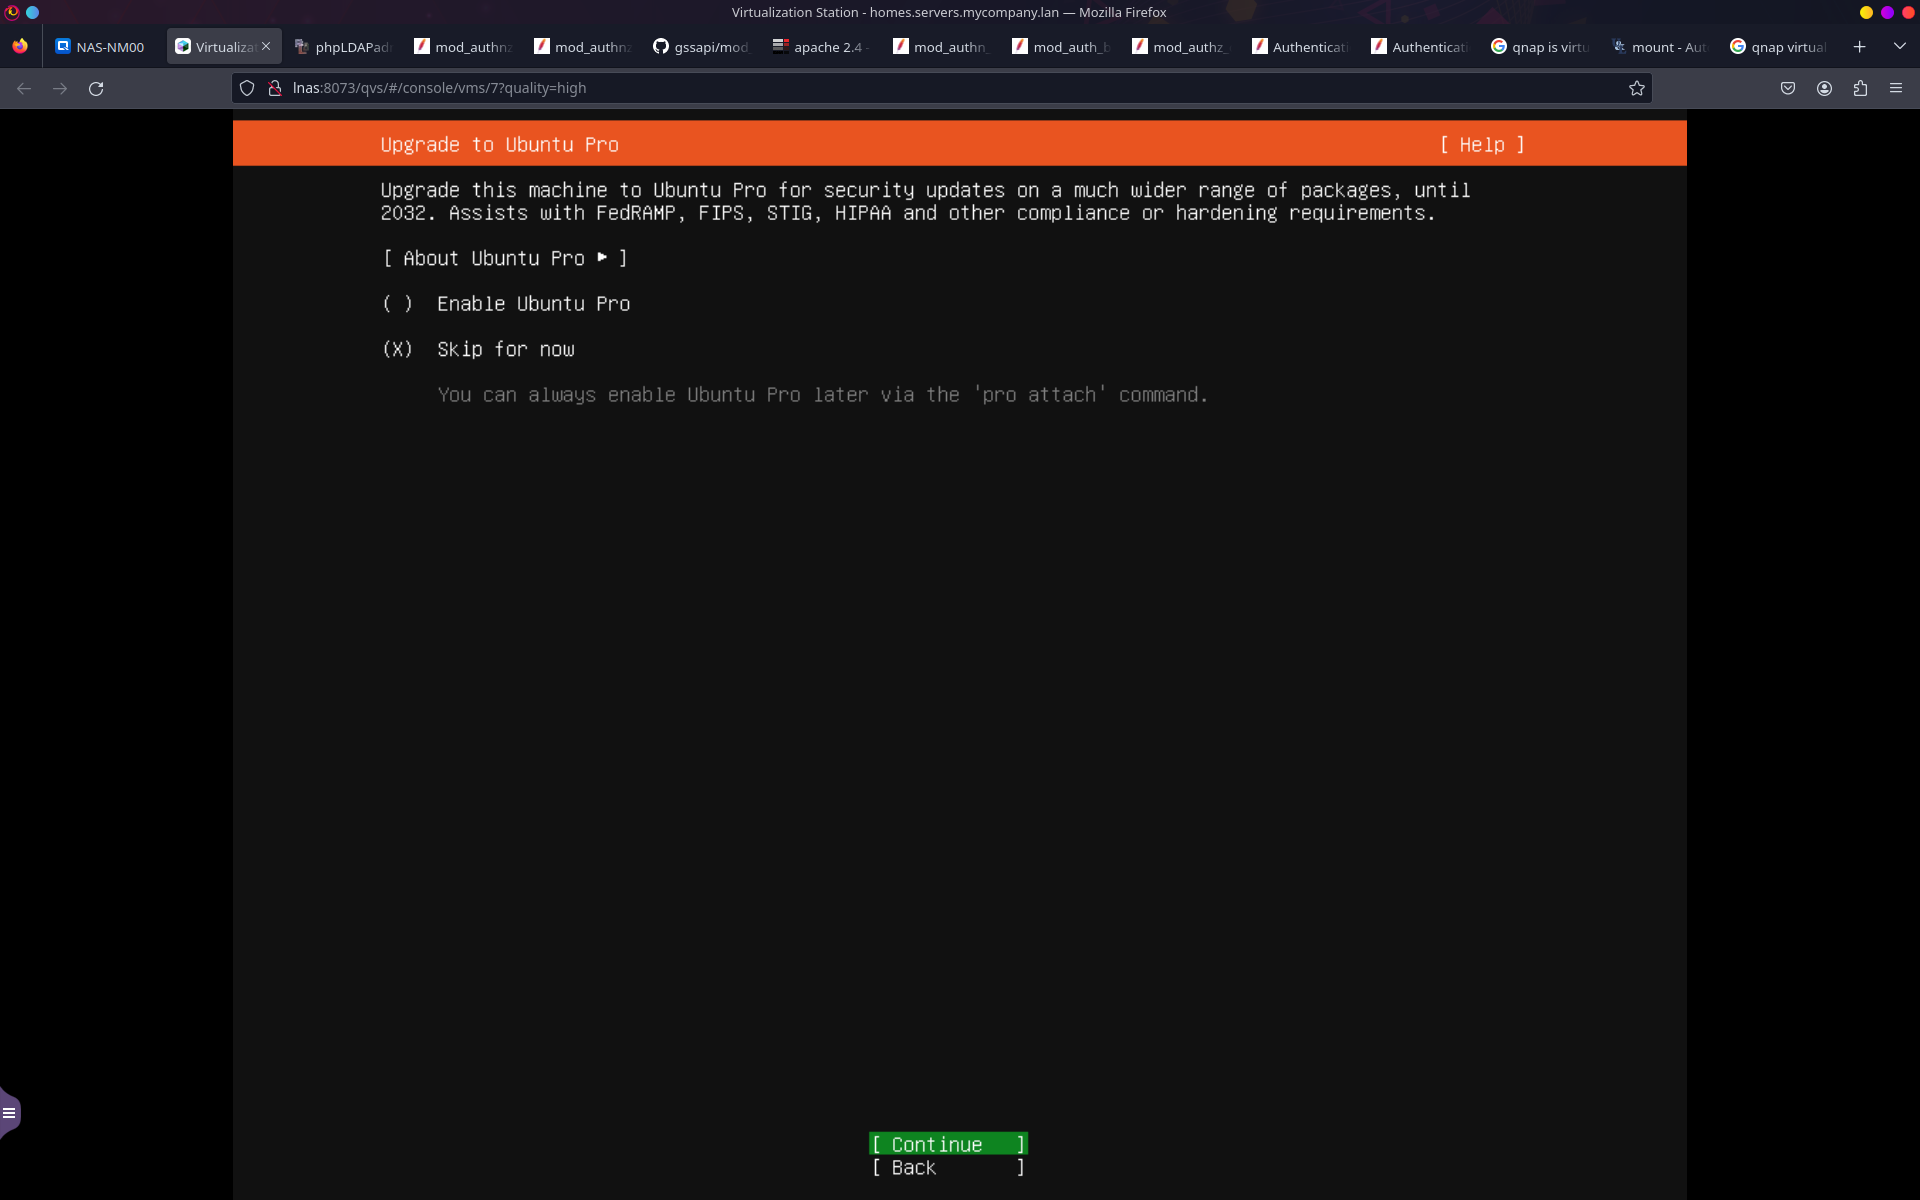 Virtualization Station - homes.servers.mycompany.lan — Mozilla Firefox
NAS-NM00
Virtualiza
phpLDAPad
mod_authnz
mod_authnz
gssapi/mod_
apache 2.4 -
mod_authn_
mod_auth_b
mod_authz_
Authenticati
Authenticati
qnap is virtu
mount - Aut
qnap virtual
lnas:8073/qvs/#/console/vms/7?quality=high
Upgrade to Ubuntu Pro [ Help ]
Upgrade this machine to Ubuntu Pro for security updates on a much wider range of packages, until
2032. Assists with FedRAMP, FIPS, STIG, HIPAA and other compliance or hardening requirements.
[ About Ubuntu Pro ► ]
( ) Enable Ubuntu Pro
(X) Skip for now
You can always enable Ubuntu Pro later via the 'pro attach' command.
[ Continue ]
[ Back ]